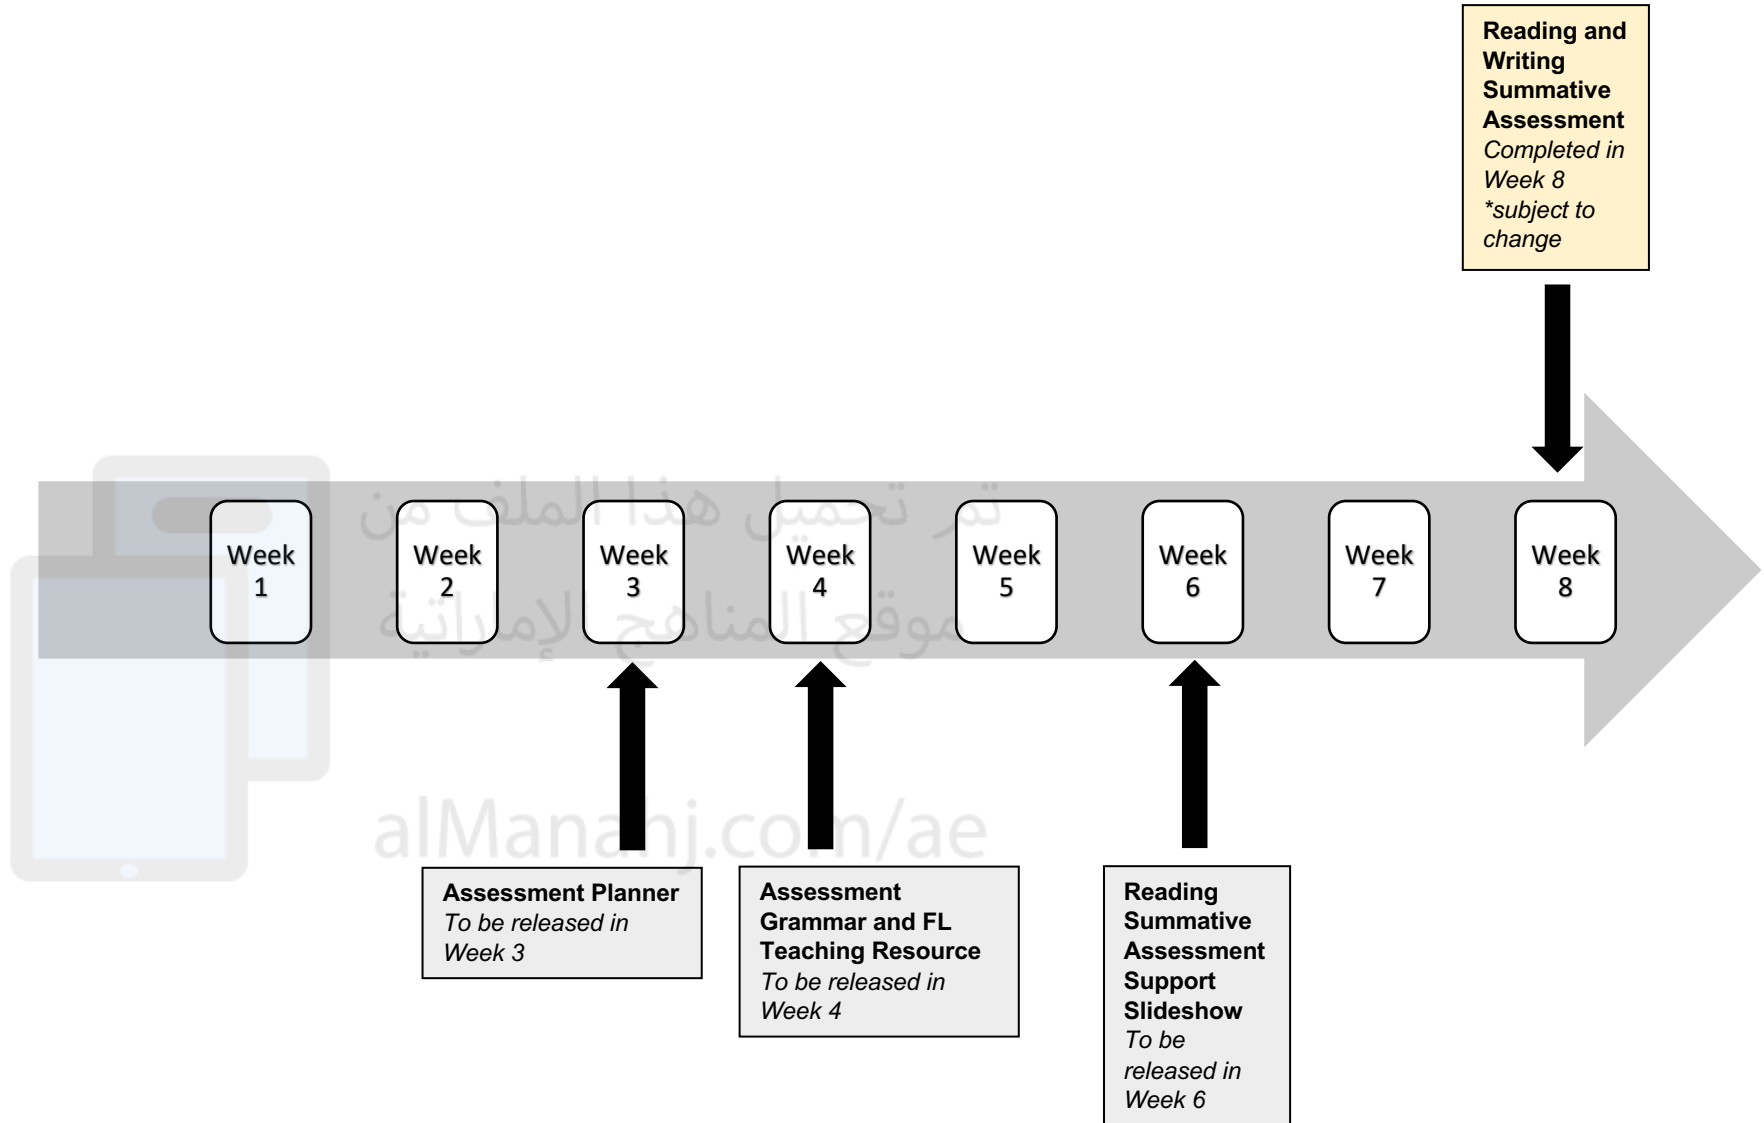 Reading and
Writing
Summative
Assessment
Completed in
Week 8
*subject to
change
تم تحميل هذا الملف من
موقع المناهج الإماراتية
Week
1
Week
2
Week
3
Week
4
Week
5
Week
6
Week
7
Week
8
alManahj.com/ae
Assessment Planner
To be released in
Week 3
Assessment
Grammar and FL
Teaching Resource
To be released in
Week 4
Reading
Summative
Assessment
Support
Slideshow
To be
released in
Week 6